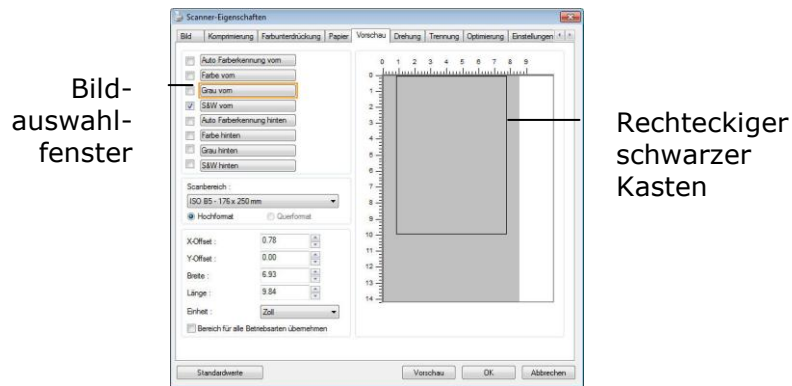 Scanner-Eigenschaften
Bild Komprimierung Farbunterdrückung Papier Vorschau Drehung Trennung Optimierung Einstellungen
Auto Farberkennung vorn
Farbe vorn
Grau vorn
S&W vorn
Auto Farberkennung hinten
Farbe hinten
Grau hinten
S&W hinten
Scanbereich :
ISO B5 - 176 x 250 mm
Hochformat Querformat
X-Offset : 0.78
Y-Offset : 0.00
Breite : 6.93
Länge : 9.84
Einheit : Zoll
Bereich für alle Betriebsarten übernehmen
0 1 2 3 4 5 6 7 8 9
0
1
2
3
4
5
6
7
8
9
10
11
12
13
14
Standardwerte Vorschau OK Abbrechen
Bild-
auswahl-
fenster
Rechteckiger
schwarzer
Kasten